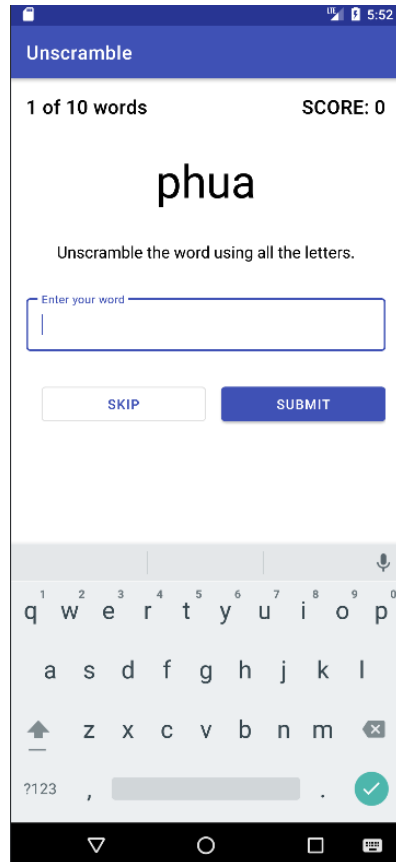 LTE 5:52
Unscramble
1 of 10 words SCORE: 0
phua
Unscramble the word using all the letters.
Enter your word
SKIP SUBMIT
1 2 3 4 5 6 7 8 9 0
q w e r t y u i o p
a s d f g h j k l
z x c v b n m
?123 , .